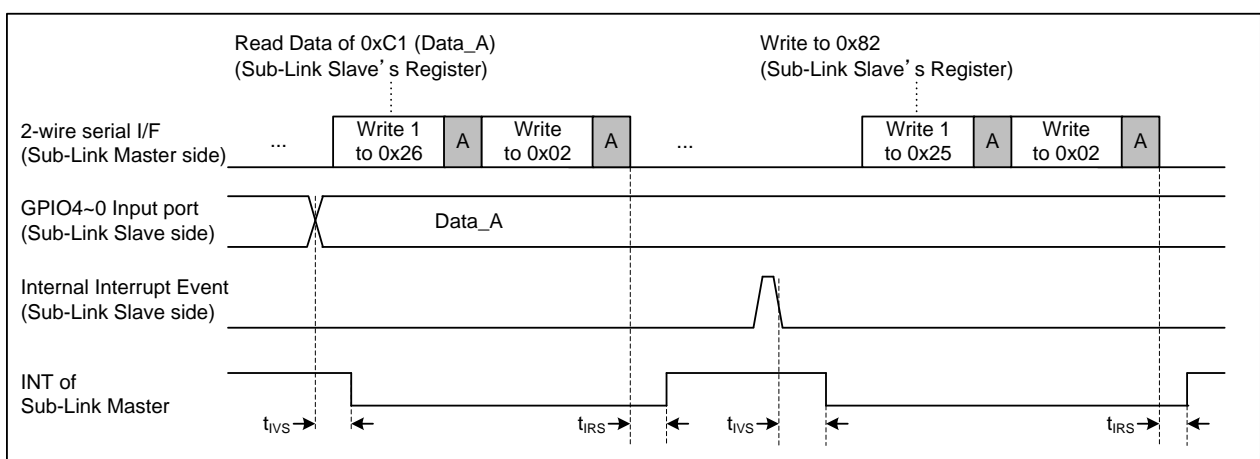 Read Data of 0xC1 (Data_A)
(Sub-Link Slave's Register)
Write to 0x82
(Sub-Link Slave's Register)
2-wire serial I/F
(Sub-Link Master side)
...
Write 1
to 0x26
A
Write
to 0x02
A
...
Write 1
to 0x25
A
Write
to 0x02
A
GPIO4~0 Input port
(Sub-Link Slave side)
Data_A
Internal Interrupt Event
(Sub-Link Slave side)
INT of
Sub-Link Master
tIVS
tIRS
tIVS
tIRS